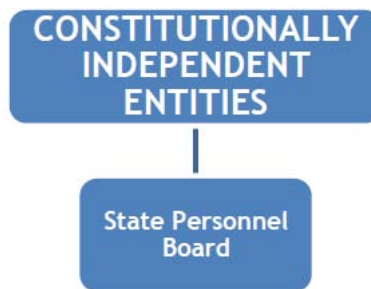 CONSTITUTIONALLY
INDEPENDENT
ENTITIES
State Personnel
Board